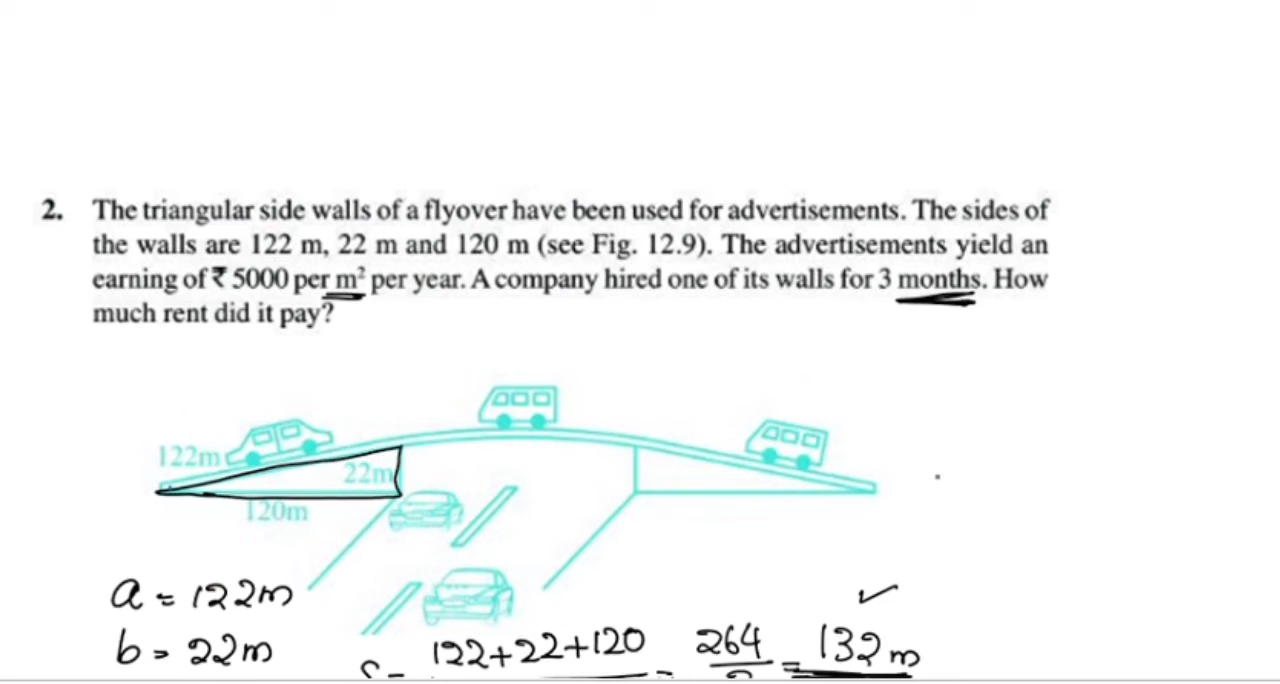 2. The triangular side walls of a flyover have been used for advertisements. The sides of
the walls are 122 m, 22 m and 120 m (see Fig. 12.9). The advertisements yield an
earning of ₹ 5000 per m² per year. A company hired one of its walls for 3 months. How
much rent did it pay?
122m
22m
120m
a = 122m
b = 22m
122+22+120 = 264 = 132 m